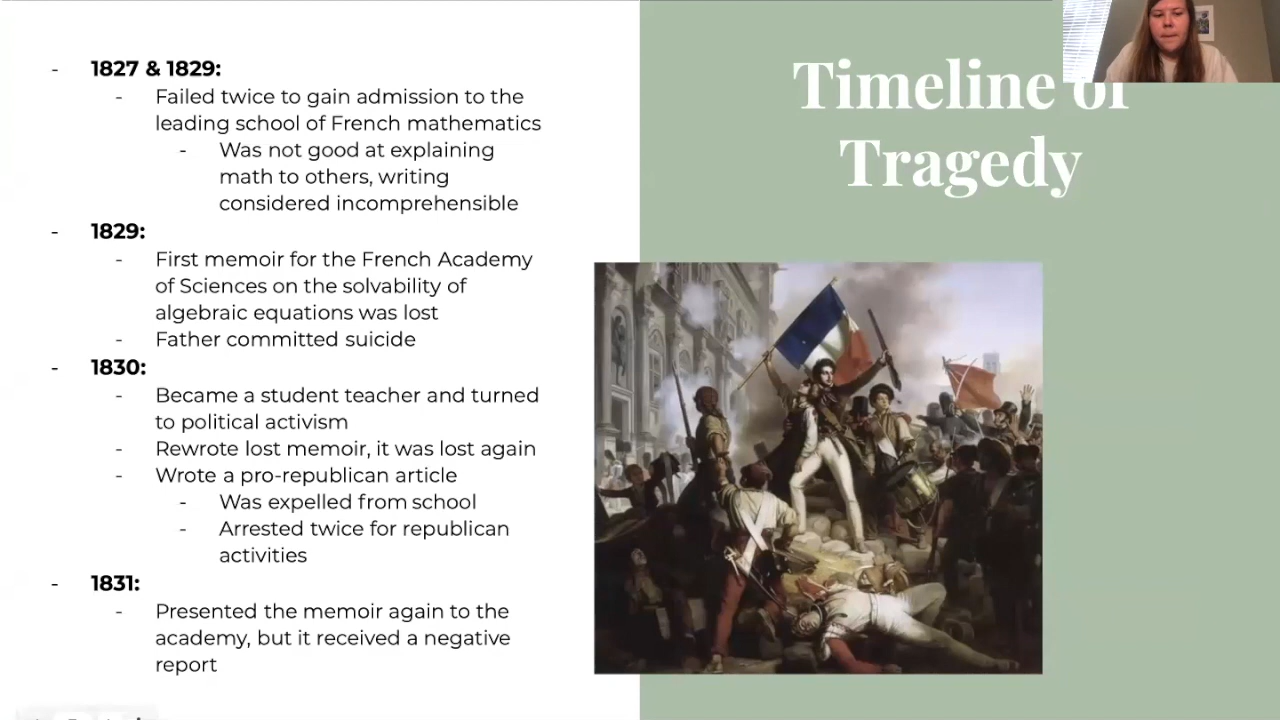 - 1827 & 1829:
- Failed twice to gain admission to the
leading school of French mathematics
- Was not good at explaining
math to others, writing
considered incomprehensible
- 1829:
- First memoir for the French Academy
of Sciences on the solvability of
algebraic equations was lost
- Father committed suicide
- 1830:
- Became a student teacher and turned
to political activism
- Rewrote lost memoir, it was lost again
- Wrote a pro-republican article
- Was expelled from school
- Arrested twice for republican
activities
- 1831:
- Presented the memoir again to the
academy, but it received a negative
report
Timeline of
Tragedy